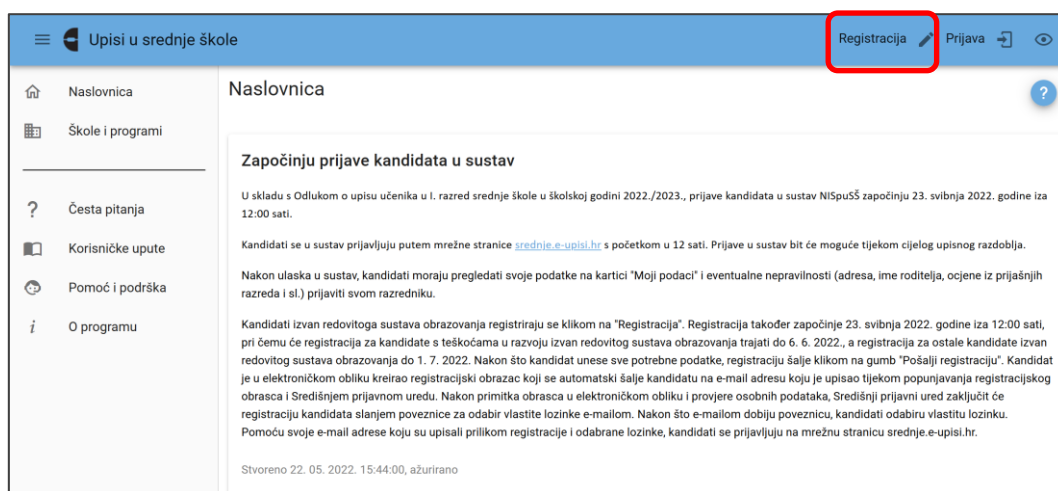 Upisi u srednje škole
Registracija
Prijava
Naslovnica
Škole i programi
Česta pitanja
Korisničke upute
Pomoć i podrška
i O programu
Naslovnica
?
Započinju prijave kandidata u sustav
U skladu s Odlukom o upisu učenika u I. razred srednje škole u školskoj godini 2022./2023., prijave kandidata u sustav NISpuSŠ započinju 23. svibnja 2022. godine iza
12:00 sati.
Kandidati se u sustav prijavljuju putem mrežne stranice srednje.e-upisi.hr s početkom u 12 sati. Prijave u sustav bit će moguće tijekom cijelog upisnog razdoblja.
Nakon ulaska u sustav, kandidati moraju pregledati svoje podatke na kartici "Moji podaci" i eventualne nepravilnosti (adresa, ime roditelja, ocjene iz prijašnjih
razreda i sl.) prijaviti svom razredniku.
Kandidati izvan redovitoga sustava obrazovanja registriraju se klikom na "Registracija". Registracija također započinje 23. svibnja 2022. godine iza 12:00 sati,
pri čemu će registracija za kandidate s teškoćama u razvoju izvan redovitog sustava obrazovanja trajati do 6. 6. 2022., a registracija za ostale kandidate izvan
redovitog sustava obrazovanja do 1. 7. 2022. Nakon što kandidat unese sve potrebne podatke, registraciju šalje klikom na gumb "Pošalji registraciju". Kandidat
je u elektroničkom obliku kreirao registracijski obrazac koji se automatski šalje kandidatu na e-mail adresu koju je upisao tijekom popunjavanja registracijskog
obrasca i Središnjem prijavnom uredu. Nakon primitka obrasca u elektroničkom obliku i provjere osobnih podataka, Središnji prijavni ured zaključit će
registraciju kandidata slanjem poveznice za odabir vlastite lozinke e-mailom. Nakon što e-mailom dobiju poveznicu, kandidati odabiru vlastitu lozinku.
Pomoću svoje e-mail adrese koju su upisali prilikom registracije i odabrane lozinke, kandidati se prijavljuju na mrežnu stranicu srednje.e-upisi.hr.
Stvoreno 22. 05. 2022. 15:44:00, ažurirano